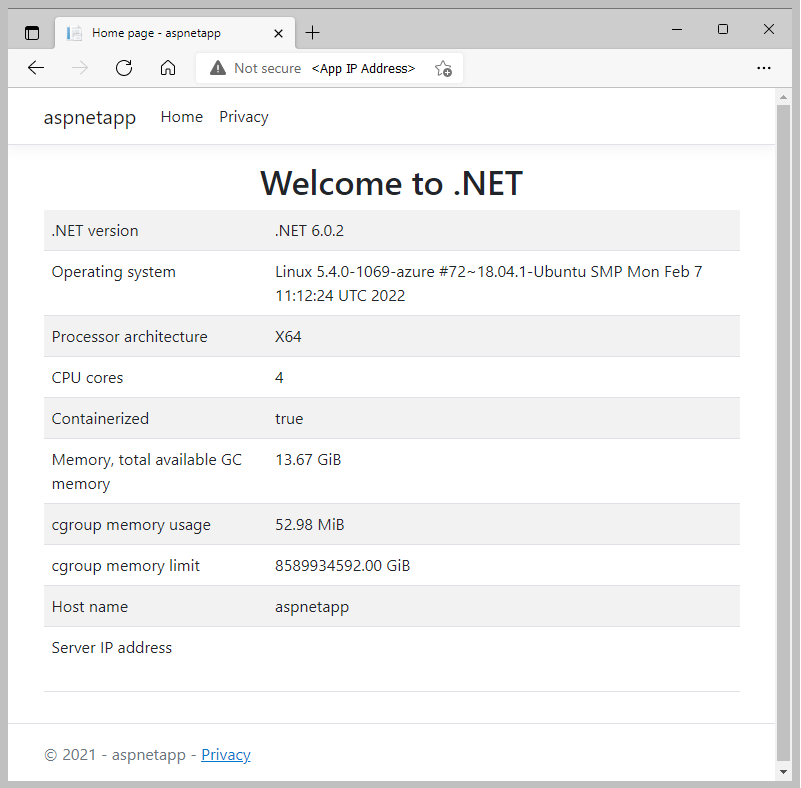 Home page - aspnetapp
Not secure <App IP Address>
aspnetapp Home Privacy
Welcome to .NET
.NET version .NET 6.0.2
Operating system Linux 5.4.0-1069-azure #72~18.04.1-Ubuntu SMP Mon Feb 7
11:12:24 UTC 2022
Processor architecture X64
CPU cores 4
Containerized true
Memory, total available GC 13.67 GiB
memory
cgroup memory usage 52.98 MiB
cgroup memory limit 8589934592.00 GiB
Host name aspnetapp
Server IP address
© 2021 - aspnetapp - Privacy